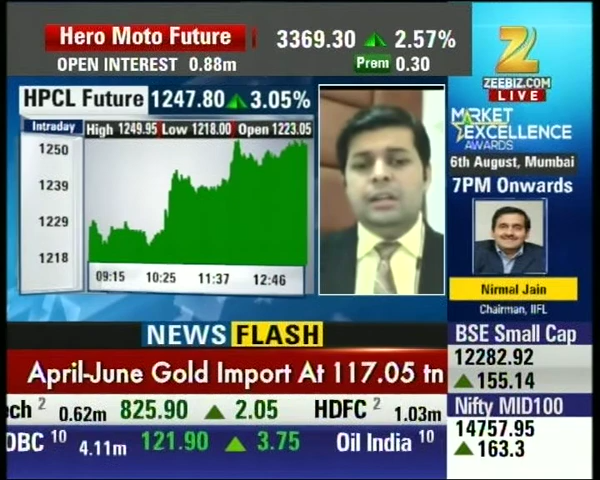 Hero Moto Future 3369.30 2.57%
OPEN INTEREST 0.88m Prem 0.30
Z
ZEEBIZ.COM
LIVE
HPCL Future 1247.80 3.05%
Intraday High 1249.95 Low 1218.00 Open 1223.05
1250
1239
1229
1218
09:15 10:25 11:37 12:46
MARKET
EXCELLENCE
AWARDS
6th August, Mumbai
7PM Onwards
Nirmal Jain
Chairman, IIFL
NEWS FLASH
April-June Gold Import At 117.05 tn
ech 2 0.62m 825.90 2.05 HDFC 2 1.03m
OBC 10 4.11m 121.90 3.75 Oil India 10
BSE Small Cap
12282.92
155.14
Nifty MID100
14757.95
163.3